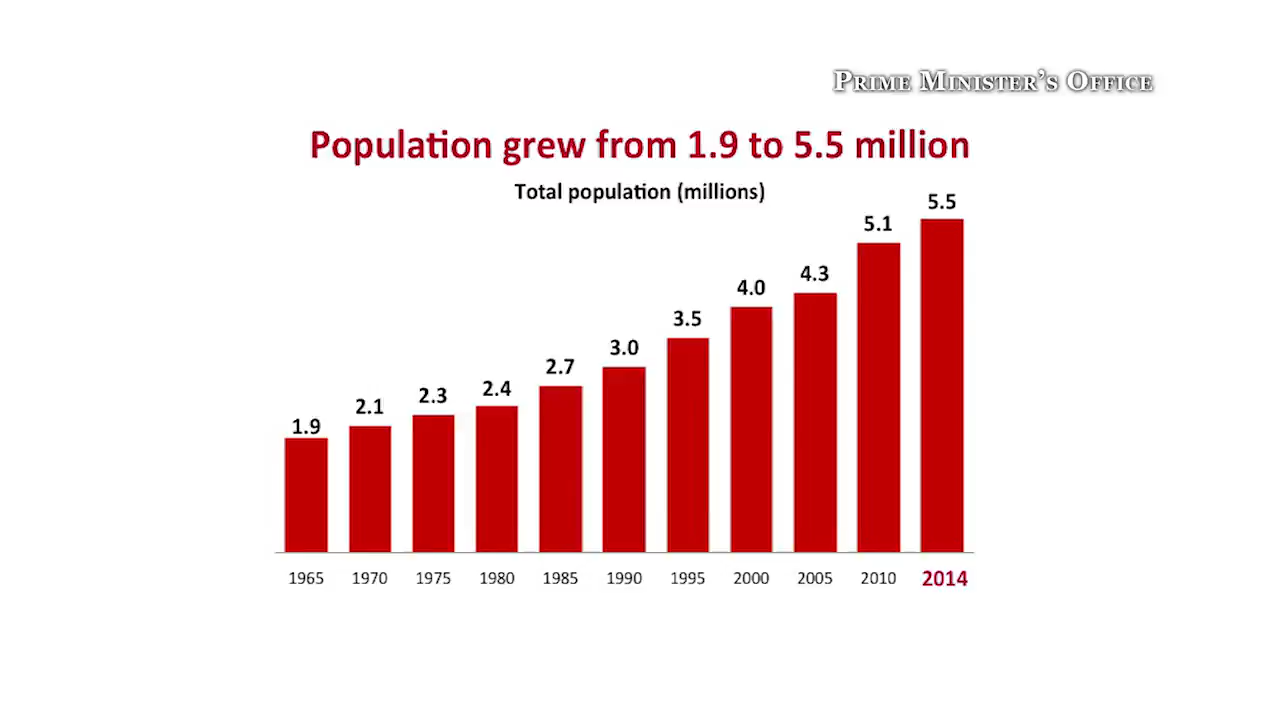 PRIME MINISTER'S OFFICE
Population grew from 1.9 to 5.5 million
Total population (millions)
1.9 2.1 2.3 2.4 2.7 3.0 3.5 4.0 4.3 5.1 5.5
1965 1970 1975 1980 1985 1990 1995 2000 2005 2010 2014